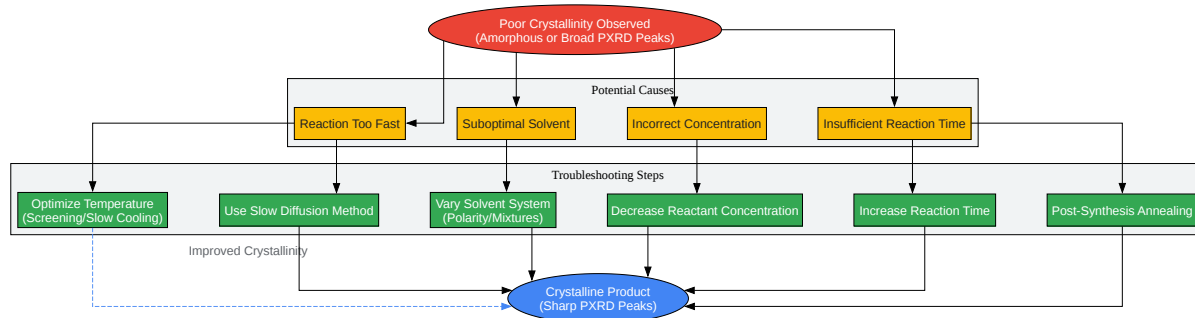 Poor Crystallinity Observed
(Amorphous or Broad PXRD Peaks)
Potential Causes
Reaction Too Fast
Suboptimal Solvent
Incorrect Concentration
Insufficient Reaction Time
Troubleshooting Steps
Optimize Temperature
(Screening/Slow Cooling)
Use Slow Diffusion Method
Vary Solvent System
(Polarity/Mixtures)
Decrease Reactant Concentration
Increase Reaction Time
Post-Synthesis Annealing
Improved Crystallinity
Crystalline Product
(Sharp PXRD Peaks)